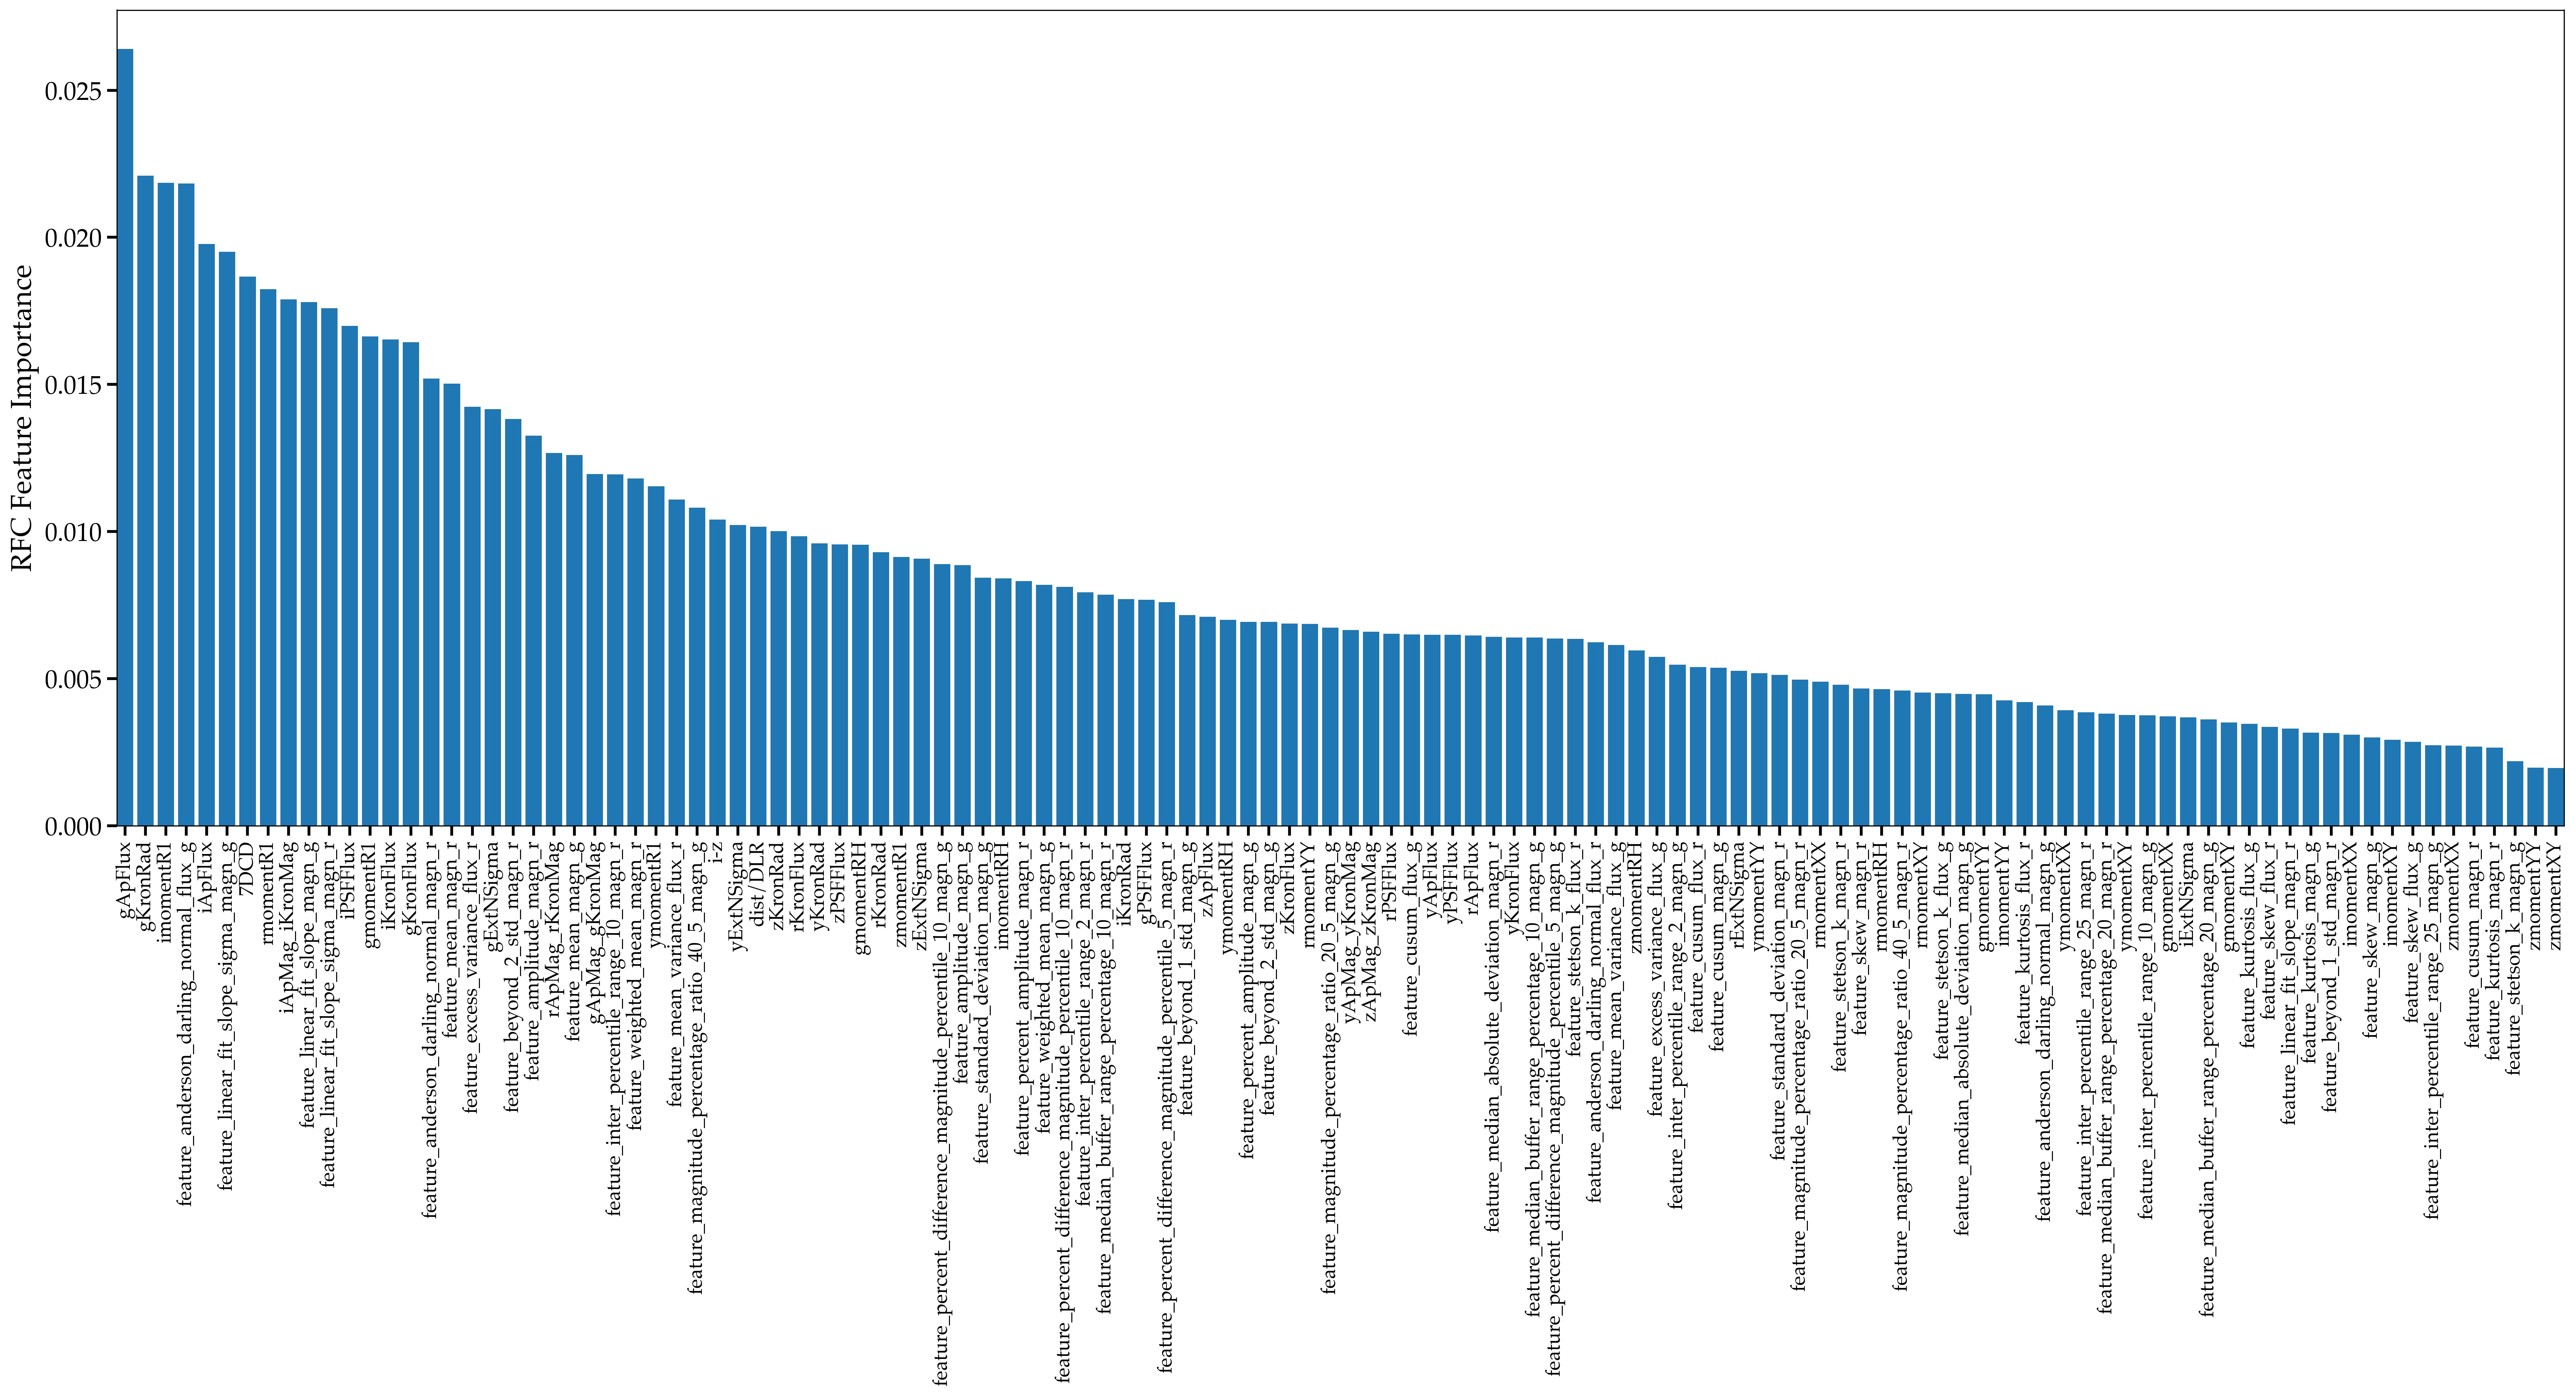 RFC Feature Importance
0.025
0.020
0.015
0.010
0.005
0.000
gApFlux
gKronRad
imomentR1
feature_anderson_darling_normal_flux_g
iApFlux
feature_linear_fit_slope_sigma_magn_g
7DCD
rmomentR1
iApMag_iKronMag
feature_linear_fit_slope_magn_g
feature_linear_fit_slope_sigma_magn_r
iPSFFlux
gmomentR1
iKronFlux
gKronFlux
feature_anderson_darling_normal_magn_r
feature_mean_magn_r
feature_excess_variance_flux_r
gExtNSigma
feature_beyond_2_std_magn_r
feature_amplitude_magn_r
rApMag_rKronMag
feature_mean_magn_g
gApMag_gKronMag
feature_inter_percentile_range_10_magn_r
feature_weighted_mean_magn_r
ymomentR1
feature_mean_variance_flux_r
feature_magnitude_percentage_ratio_40_5_magn_g
i-z
yExtNSigma
dist/DLR
zKronRad
rKronFlux
yKronRad
zPSFFlux
gmomentRH
rKronRad
zmomentR1
zExtNSigma
feature_percent_difference_magnitude_percentile_10_magn_g
feature_amplitude_magn_g
feature_standard_deviation_magn_g
imomentRH
feature_percent_amplitude_magn_r
feature_weighted_mean_magn_g
feature_percent_difference_magnitude_percentile_10_magn_r
feature_inter_percentile_range_2_magn_r
feature_median_buffer_range_percentage_10_magn_r
iKronRad
gPSFFlux
feature_percent_difference_magnitude_percentile_5_magn_r
feature_beyond_1_std_magn_g
zApFlux
ymomentRH
feature_percent_amplitude_magn_g
feature_beyond_2_std_magn_g
zKronFlux
rmomentYY
feature_magnitude_percentage_ratio_20_5_magn_g
yApMag_yKronMag
zApMag_zKronMag
rPSFFlux
feature_cusum_flux_g
yApFlux
yPSFFlux
rApFlux
feature_median_absolute_deviation_magn_r
yKronFlux
feature_median_buffer_range_percentage_10_magn_g
feature_percent_difference_magnitude_percentile_5_magn_g
feature_stetson_k_flux_r
feature_anderson_darling_normal_flux_r
feature_mean_variance_flux_g
zmomentRH
feature_excess_variance_flux_g
feature_inter_percentile_range_2_magn_g
feature_cusum_flux_r
feature_cusum_magn_g
rExtNSigma
ymomentYY
feature_standard_deviation_magn_r
feature_magnitude_percentage_ratio_20_5_magn_r
rmomentXX
feature_stetson_k_magn_r
feature_skew_magn_r
rmomentRH
feature_magnitude_percentage_ratio_40_5_magn_r
rmomentXY
feature_stetson_k_flux_g
feature_median_absolute_deviation_magn_g
gmomentYY
imomentYY
feature_kurtosis_flux_r
feature_anderson_darling_normal_magn_g
ymomentXX
feature_inter_percentile_range_25_magn_r
feature_median_buffer_range_percentage_20_magn_r
ymomentXY
feature_inter_percentile_range_10_magn_g
gmomentXX
iExtNSigma
feature_median_buffer_range_percentage_20_magn_g
gmomentXY
feature_kurtosis_flux_g
feature_skew_flux_r
feature_linear_fit_slope_magn_r
feature_kurtosis_magn_g
feature_beyond_1_std_magn_r
imomentXX
feature_skew_magn_g
imomentXY
feature_skew_flux_g
feature_inter_percentile_range_25_magn_g
zmomentXX
feature_cusum_magn_r
feature_kurtosis_magn_r
feature_stetson_k_magn_g
zmomentYY
zmomentXY